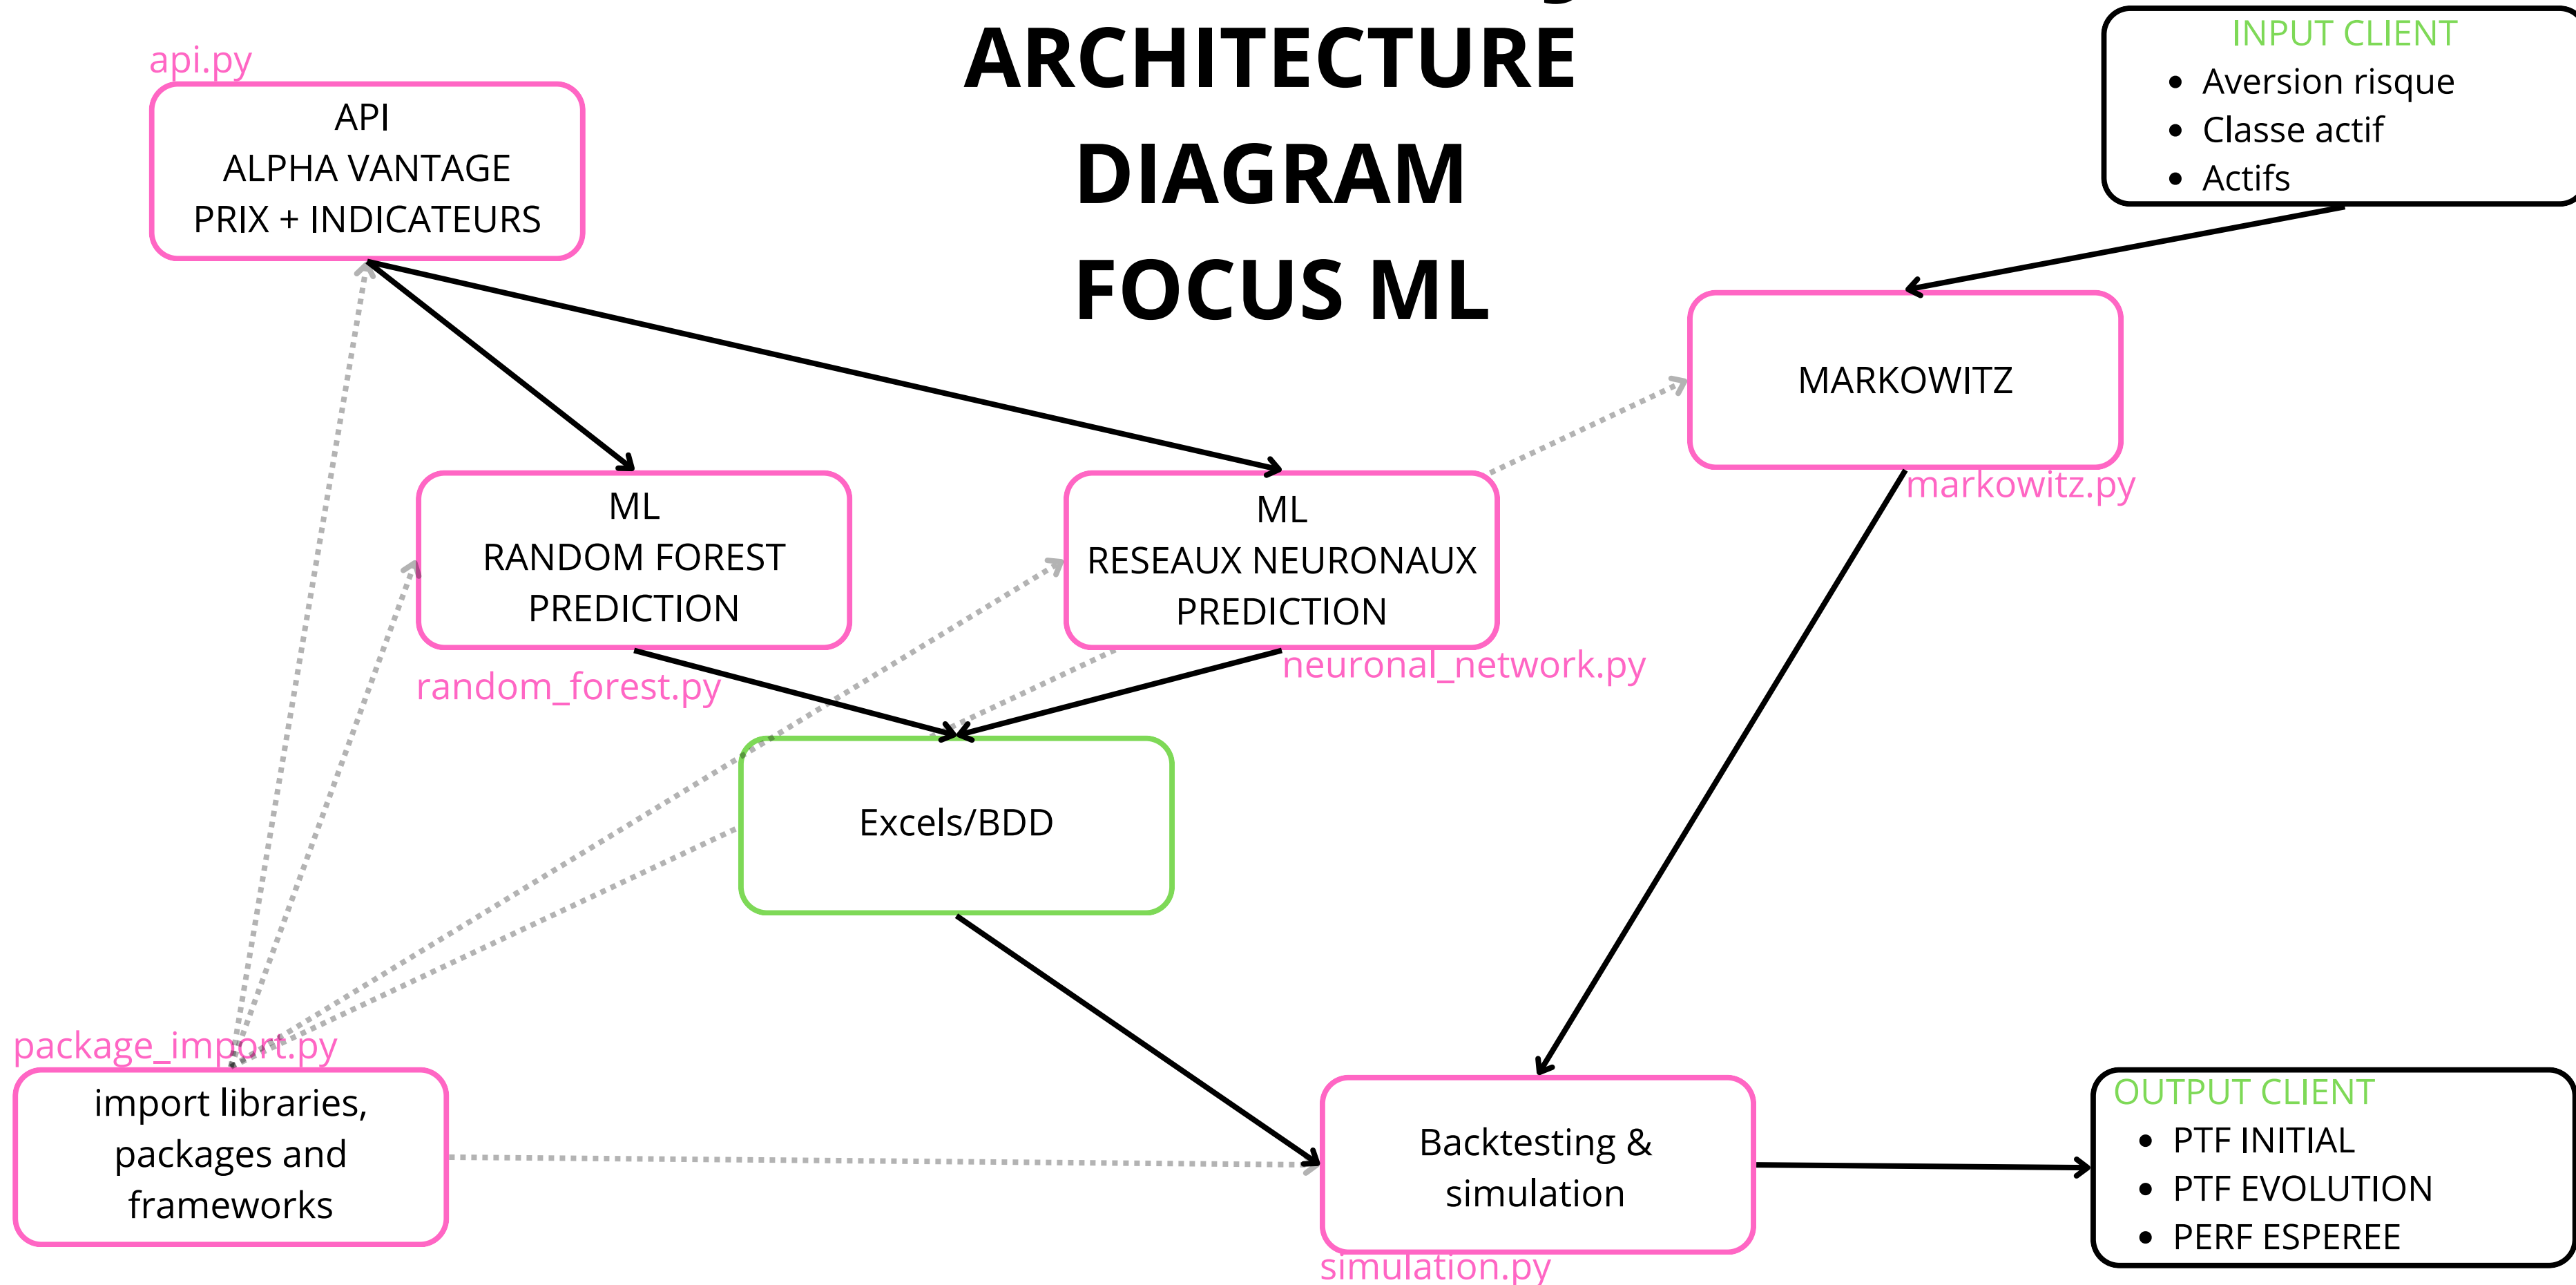 ARCHITECTURE
DIAGRAM
FOCUS ML
api.py
API
ALPHA VANTAGE
PRIX + INDICATEURS
INPUT CLIENT
Aversion risque
Classe actif
Actifs
MARKOWITZ
markowitz.py
ML
RANDOM FOREST
PREDICTION
random_forest.py
ML
RESEAUX NEURONAUX
PREDICTION
neuronal_network.py
Excels/BDD
package_import.py
import libraries,
packages and
frameworks
Backtesting &
simulation
simulation.py
OUTPUT CLIENT
PTF INITIAL
PTF EVOLUTION
PERF ESPEREE